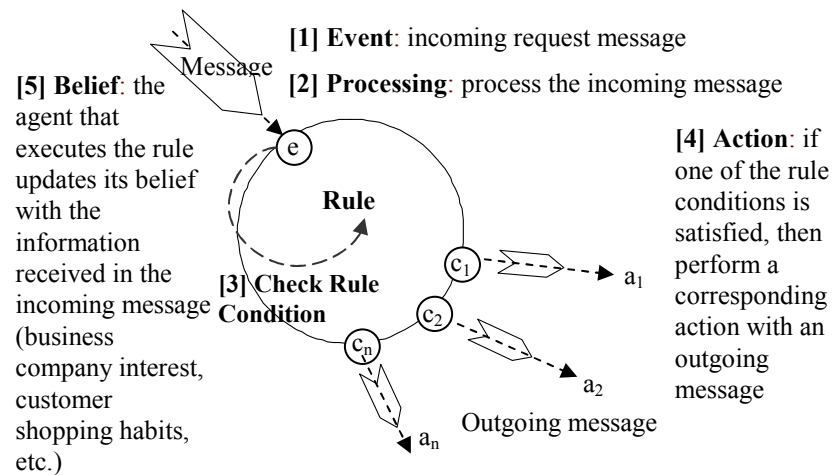 [1] Event: incoming request message
Message
[2] Processing: process the incoming message
[5] Belief: the
agent that
executes the rule
updates its belief
with the
information
received in the
incoming message
(business
company interest,
customer
shopping habits,
etc.)
e
Rule
[3] Check Rule
Condition
c1
c2
cn
a1
a2
an
Outgoing message
[4] Action: if
one of the rule
conditions is
satisfied, then
perform a
corresponding
action with an
outgoing
message